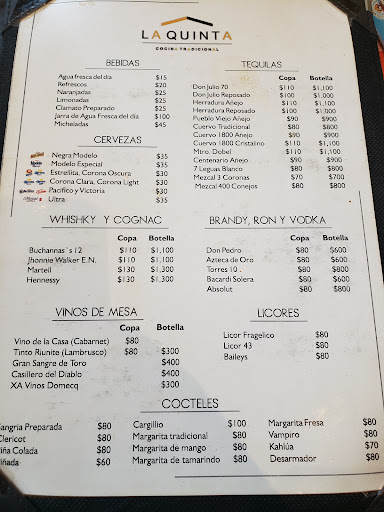 LA QUINTA
COCINA TRADICIONAL
BEBIDAS
Agua fresca del dia $15
Refrescos $20
Naranjadas $25
Limonadas $25
Clamato Preparado $25
Jarra de Agua Fresca del dia $100
Micheladas $45
CERVEZAS
Negra Modelo $35
Modelo Especial $35
Estrellita, Corona Oscura $30
Corona Clara, Corona Light $30
Pacifico y Victoria $30
Ultra $35
TEQUILAS
Copa Botella
Don Julio 70 $110 $1,100
Don Julio Reposado $100 $1,000
Herradura Añejo $110 $1,100
Herradura Reposado $100 $1,000
Pueblo Viejo Añejo $90 $900
Cuervo Tradicional $80 $800
Cuervo 1800 Añejo $90 $900
Cuervo 1800 Cristalino $110 $1,100
Mtro. Dobel $110 $1,100
Centenario Añejo $90 $900
7 Leguas Blanco $80 $800
Mezcal 3 Coronas $70 $700
Mezcal 400 Conejos $80 $800
WHISHKY Y COGNAC
Copa Botella
Buchannas´s 12 $110 $1,100
Jhonnie Walker E.N. $110 $1,100
Martell $130 $1,300
Hennessy $130 $1,300
BRANDY, RON Y VODKA
Copa Botella
Don Pedro $80 $600
Azteca de Oro $80 $600
Torres 10 . $80 $800
Bacardi Solera $80 $600
Absolut $80 $800
VINOS DE MESA
Copa Botella
Vino de la Casa (Cabarnet) $80
Tinto Riunite (Lambrusco) $80 $300
Gran Sangre de Toro $400
Casillero del Diablo $400
XA Vinos Domecq $300
LICORES
Licor Fragelico $80
Licor 43 $80
Baileys $80
COCTELES
Sangria Preparada $80
Clericot $80
Piña Colada $80
Piñada $60
Cargillio $100
Margarita tradicional $80
Margarita de mango $80
Margarita de tamarindo $80
Margarita Fresa $80
Vampiro $80
Kahlúa $70
Desarmador $80